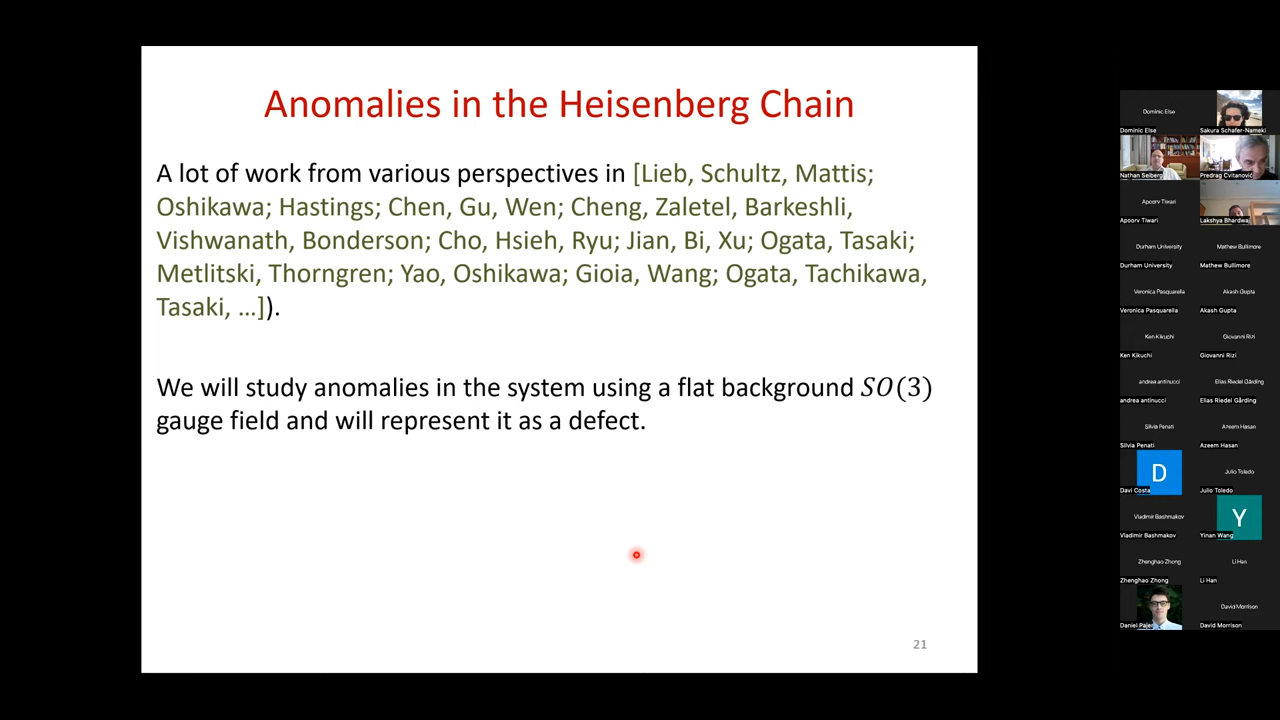 Anomalies in the Heisenberg Chain
A lot of work from various perspectives in [Lieb, Schultz, Mattis;
Oshikawa; Hastings; Chen, Gu, Wen; Cheng, Zaletel, Barkeshli,
Vishwanath, Bonderson; Cho, Hsieh, Ryu; Jian, Bi, Xu; Ogata, Tasaki;
Metlitski, Thorngren; Yao, Oshikawa; Gioia, Wang; Ogata, Tachikawa,
Tasaki, …]).
We will study anomalies in the system using a flat background 𝑆𝑂(3)
gauge field and will represent it as a defect.
21
Dominic Else
Dominic Else
Sakura Schafer-Nameki
Nathan Seiberg
Predrag Cvitanović
Apoorv Tiwari
Apoorv Tiwari
Lakshya Bhardwa
Durham University
Mathew Bullimore
Durham University
Mathew Bullimore
Veronica Pasquarella
Akash Gupta
Veronica Pasquarella
Akash Gupta
Ken Kikuchi
Giovanni Rizi
Ken Kikuchi
Giovanni Rizi
andrea antinucci
Elias Riedel Gårding
andrea antinucci
Elias Riedel Gårding
Silvia Penati
Azeem Hasan
Silvia Penati
Azeem Hasan
D
Julio Toledo
Davi Costa
Julio Toledo
Vladimir Bashmakov
Y
Vladimir Bashmakov
Yinan Wang
Zhenghao Zhong
Li Han
Zhenghao Zhong
Li Han
David Morrison
Daniel Pajer
David Morrison